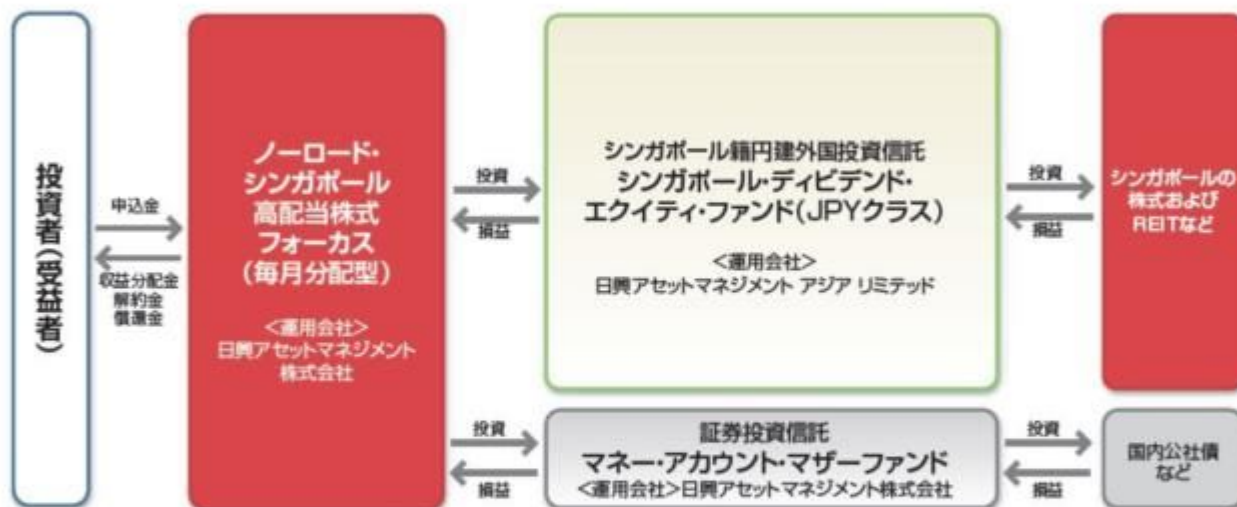 投資者(受益者)
申込金
収益分配金
解約金
償還金
ノーロード・
シンガポール
高配当株式
フォーカス
(毎月分配型)
<運用会社>
日興アセットマネジメント
株式会社
投資
損益
シンガポール籍円建外国投資信託
シンガポール・ディビデンド・
エクイティ・ファンド(JPYクラス)
<運用会社>
日興アセットマネジメント アジア リミテッド
投資
損益
シンガポールの
株式および
REITなど
投資
損益
証券投資信託
マネー・アカウント・マザーファンド
<運用会社>日興アセットマネジメント株式会社
投資
損益
国内公社債
など